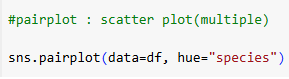 #pairplot : scatter plot(multiple)
sns.pairplot(data=df, hue="species")